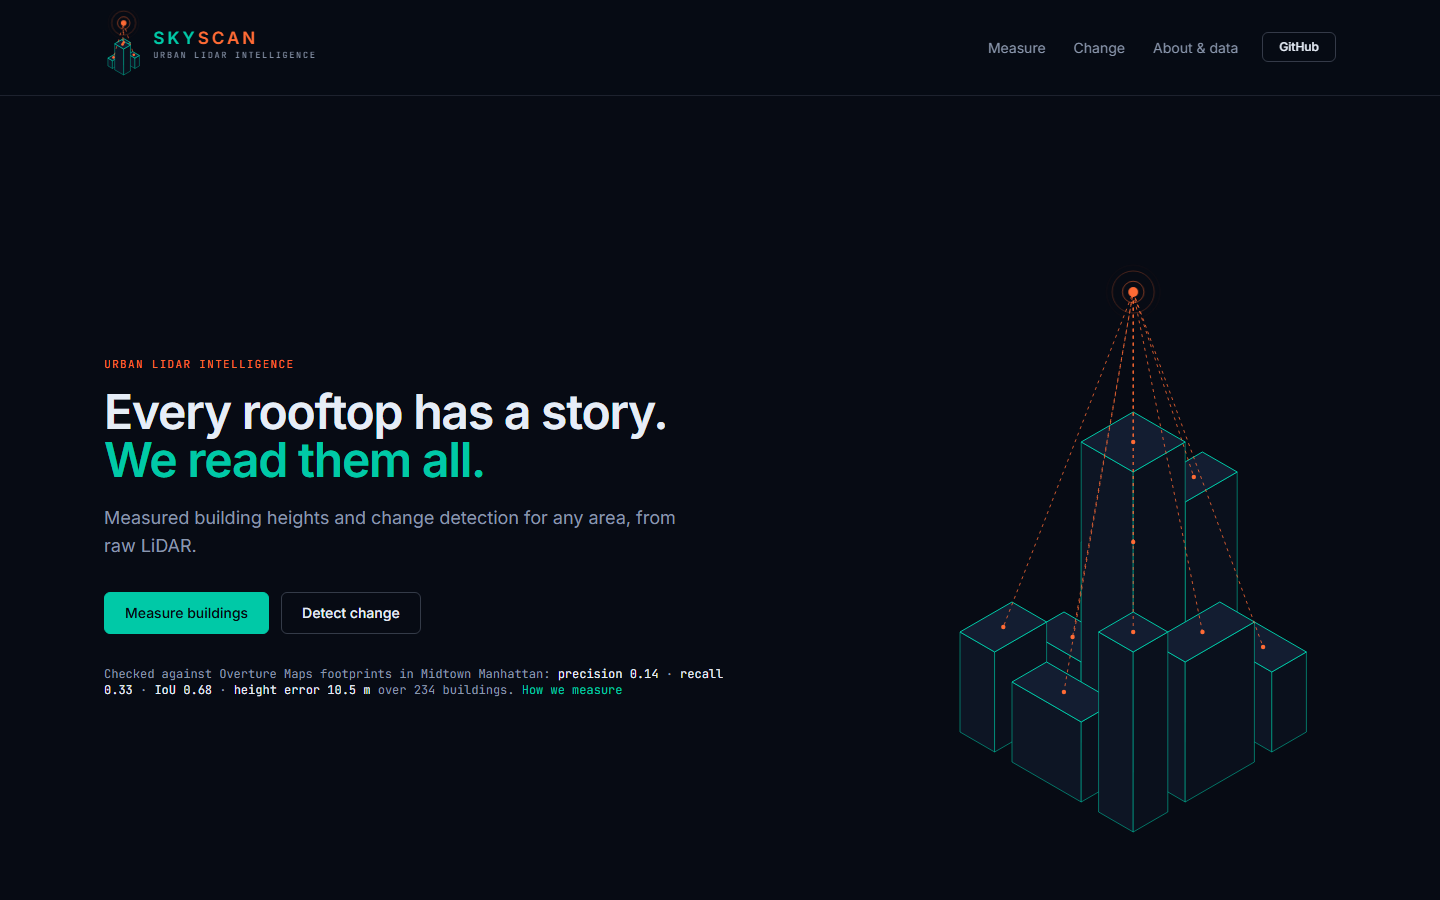 SKYSCAN
URBAN LIDAR INTELLIGENCE
Measure
Change
About & data
GitHub
URBAN LIDAR INTELLIGENCE
Every rooftop has a story.
We read them all.
Measured building heights and change detection for any area, from
raw LiDAR.
Measure buildings
Detect change
Checked against Overture Maps footprints in Midtown Manhattan: precision 0.14 · recall
0.33 · IoU 0.68 · height error 10.5 m over 234 buildings. How we measure